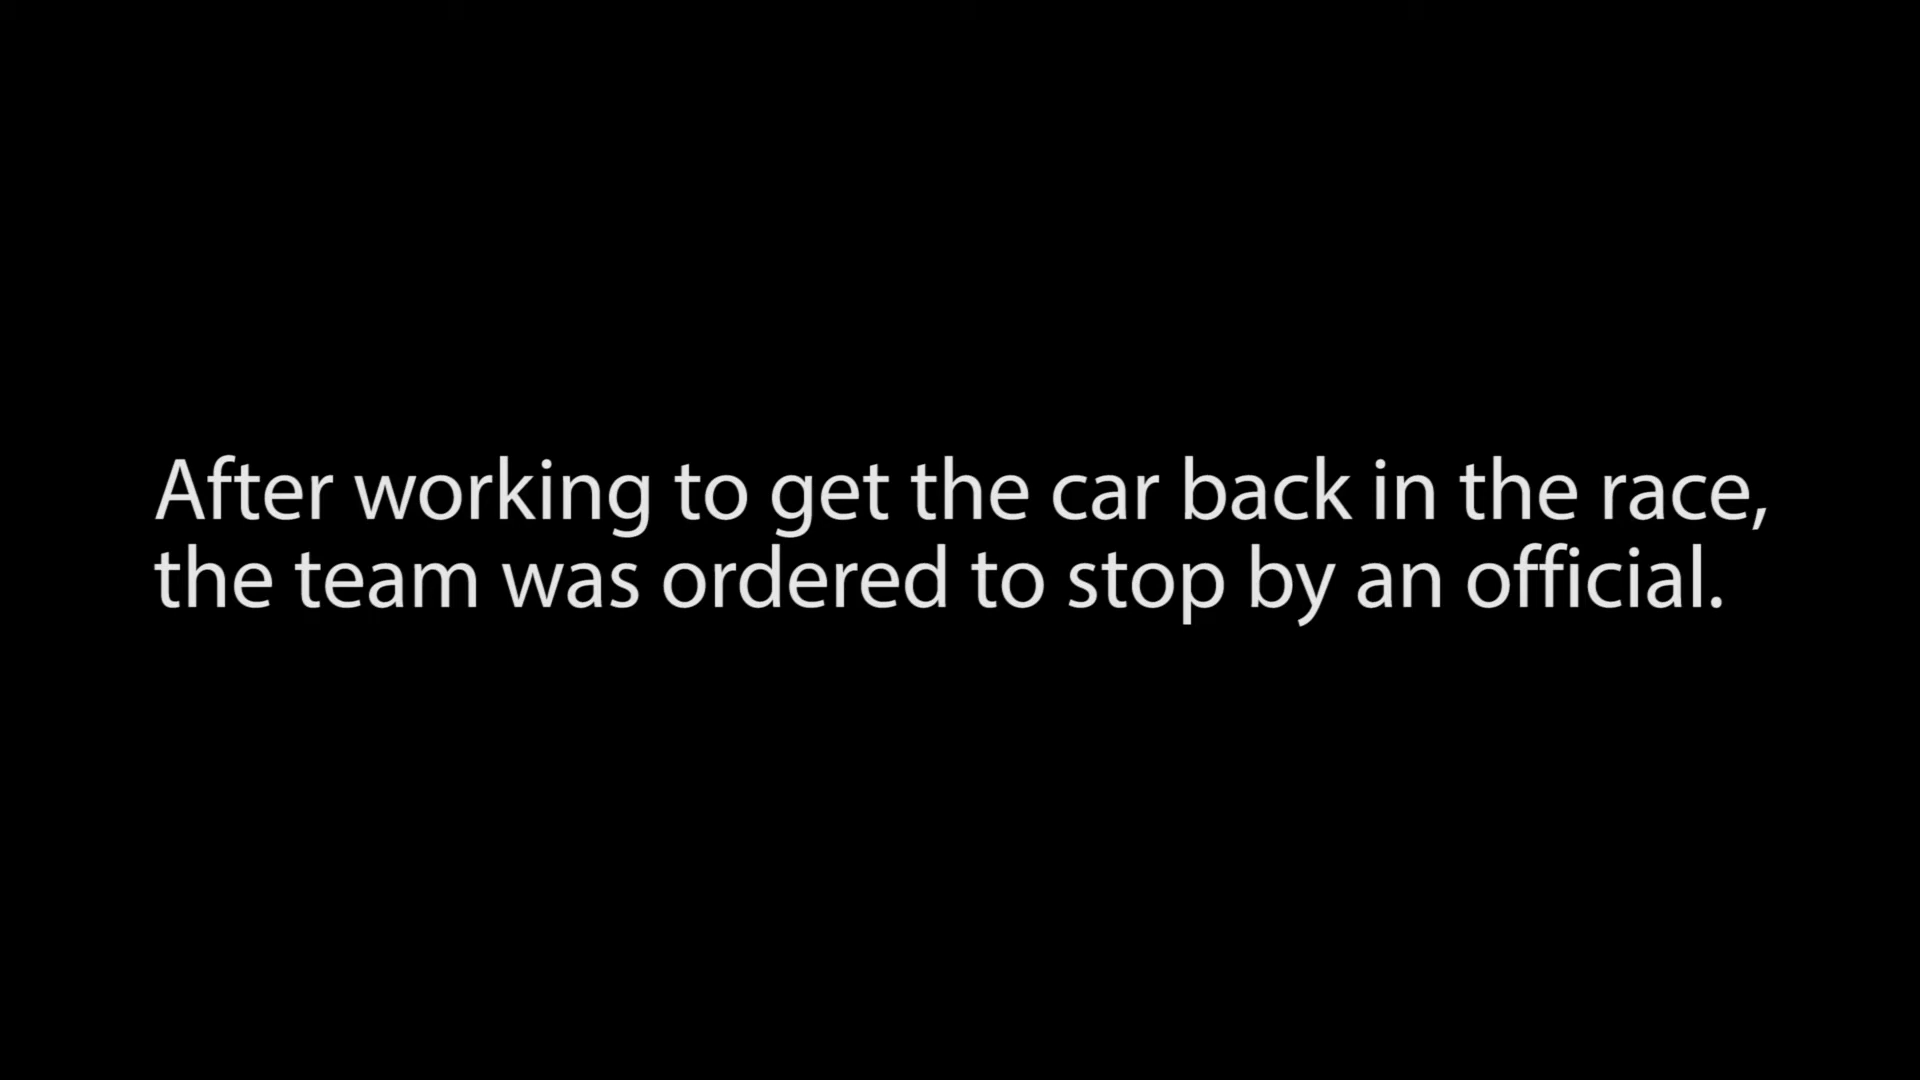 After working to get the car back in the race,
the team was ordered to stop by an official.